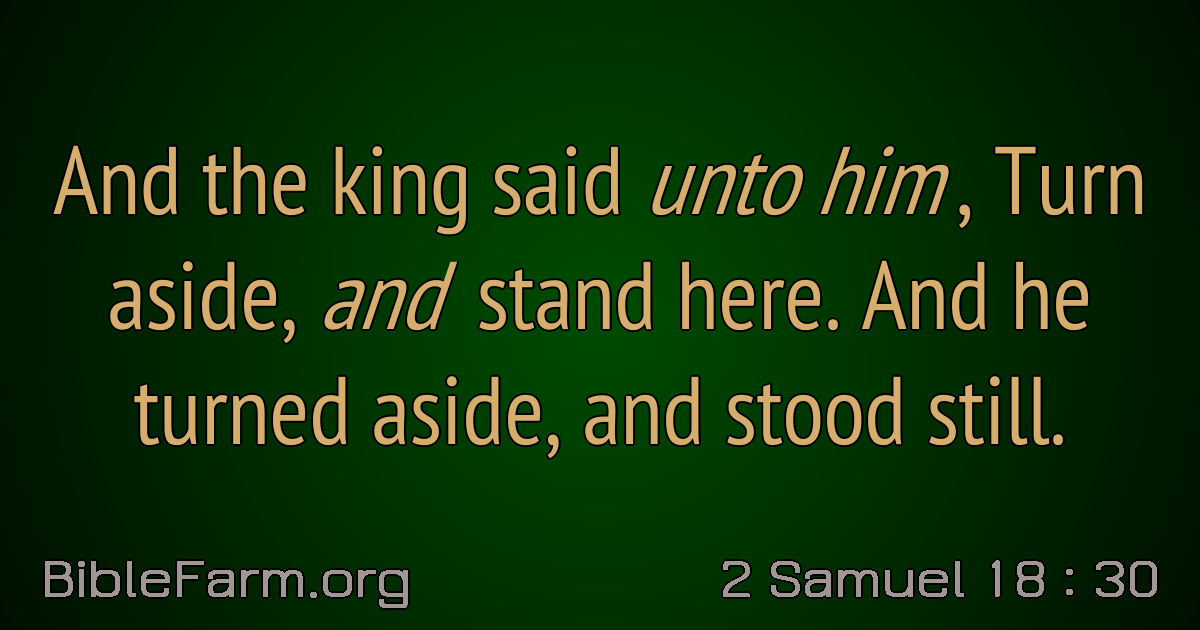 And the king said unto him, Turn
aside, and stand here. And he
turned aside, and stood still.
BibleFarm.org
2 Samuel 18 : 30